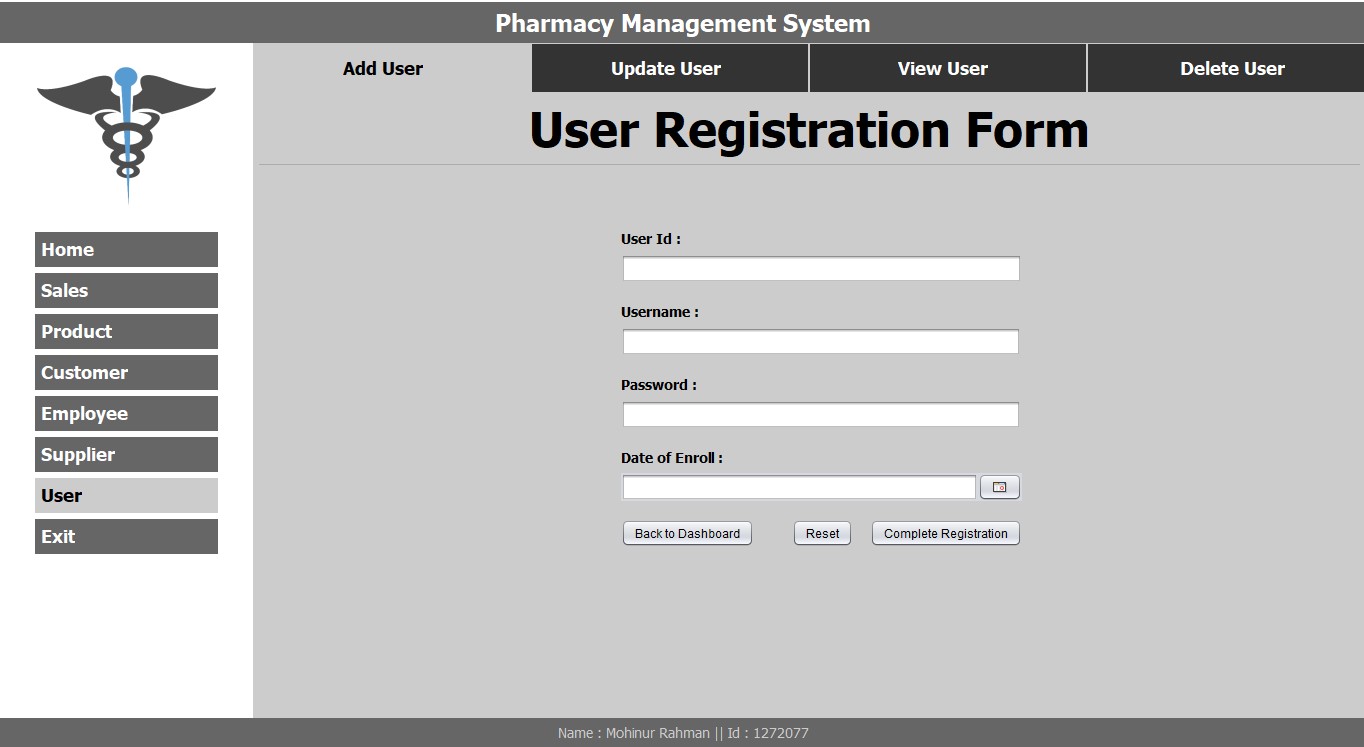 Pharmacy Management System
Add User
Update User
View User
Delete User
User Registration Form
Home
Sales
Product
Customer
Employee
Supplier
User
Exit
User Id :
Username :
Password :
Date of Enroll :
Back to Dashboard
Reset
Complete Registration
Name : Mohinur Rahman || Id : 1272077